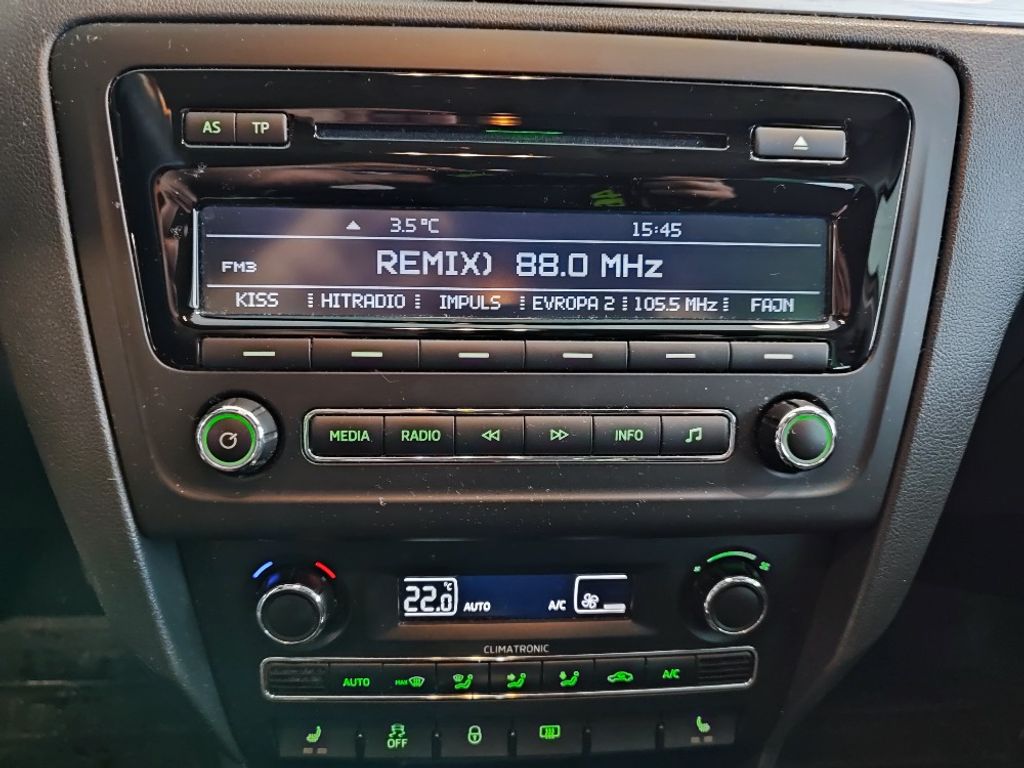 AS TP
3.5°C 15:45
FM3 REMIX) 88.0 MHz
KISS HITRADIO IMPULS EVROPA 2 105.5 MHz FAJN
MEDIA RADIO INFO
22.0 °C AUTO A/C
CLIMATRONIC
AUTO MAX A/C
OFF